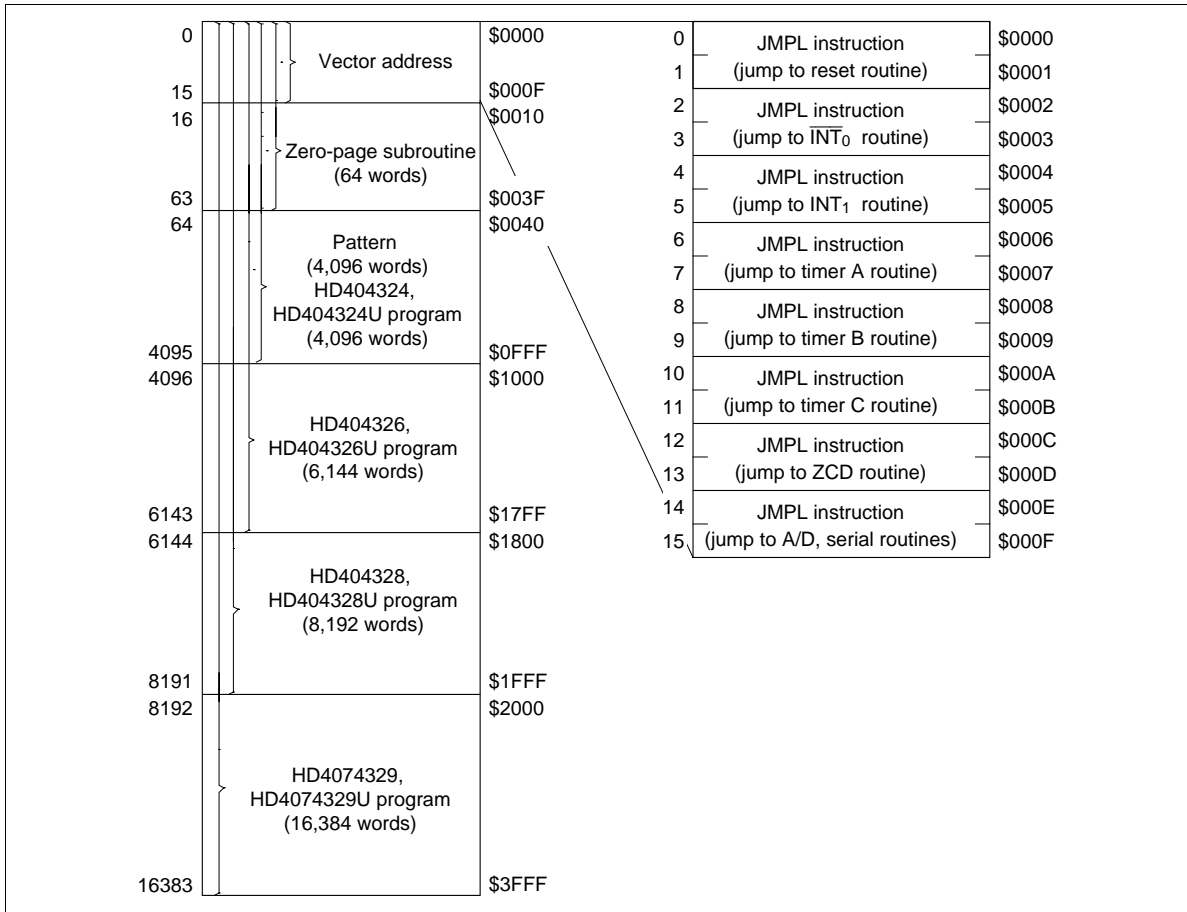 0
$0000
Vector address
15
$000F
16
$0010
Zero-page subroutine
(64 words)
63
$003F
64
$0040
Pattern
(4,096 words)
HD404324,
HD404324U program
(4,096 words)
4095
$0FFF
4096
$1000
HD404326,
HD404326U program
(6,144 words)
6143
$17FF
6144
$1800
HD404328,
HD404328U program
(8,192 words)
8191
$1FFF
8192
$2000
HD4074329,
HD4074329U program
(16,384 words)
16383
$3FFF
0
JMPL instruction
$0000
1
(jump to reset routine)
$0001
2
JMPL instruction
$0002
3
(jump to INT0 routine)
$0003
4
JMPL instruction
$0004
5
(jump to INT1 routine)
$0005
6
JMPL instruction
$0006
7
(jump to timer A routine)
$0007
8
JMPL instruction
$0008
9
(jump to timer B routine)
$0009
10
JMPL instruction
$000A
11
(jump to timer C routine)
$000B
12
JMPL instruction
$000C
13
(jump to ZCD routine)
$000D
14
JMPL instruction
$000E
15
(jump to A/D, serial routines)
$000F